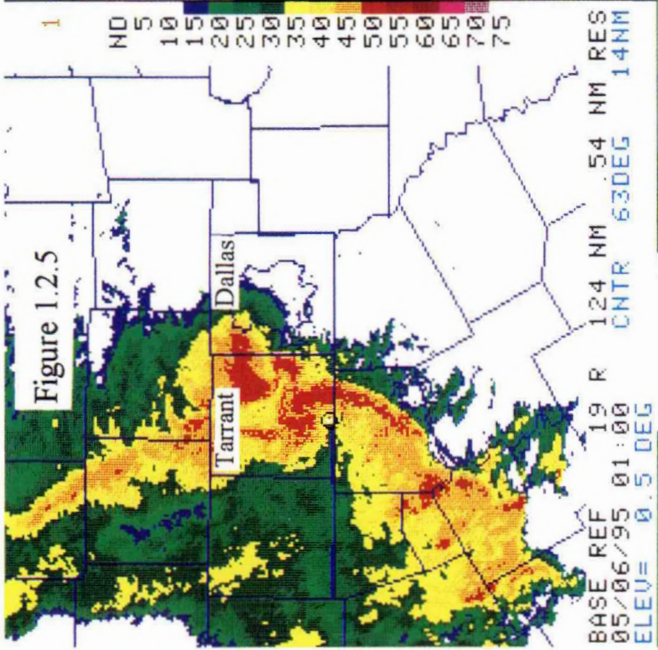 Figure 1.2.5
1
ND
5
10
15
20
25
30
35
40
45
50
55
60
65
70
75
Tarrant
Dallas
BASE REF 19 R 124 NM .54 NM RES
05/06/95 01:00 CNTR 63DEG 14NM
ELEV= 0.5 DEG